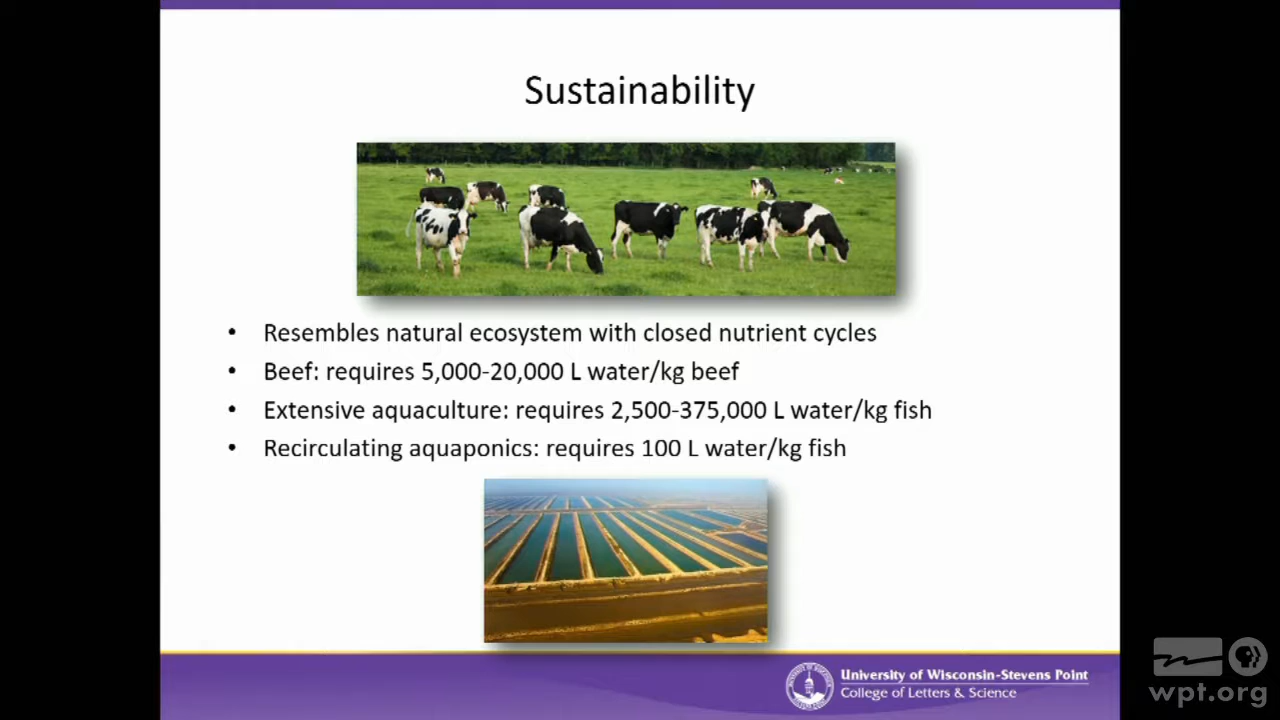 Sustainability
• Resembles natural ecosystem with closed nutrient cycles
• Beef: requires 5,000-20,000 L water/kg beef
• Extensive aquaculture: requires 2,500-375,000 L water/kg fish
• Recirculating aquaponics: requires 100 L water/kg fish
University of Wisconsin-Stevens Point
College of Letters & Science
wpt.org